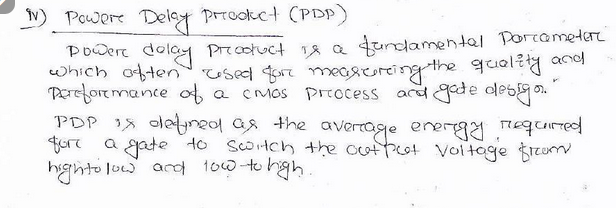 iv) Power Delay Product (PDP)
Power delay Product is a fundamental Parameter
which often used for measuring the quality and
Performance of a CMOS process and gate design."
PDP is defined as the average energy required
for a gate to switch the output voltage from
high to low and low-to high.